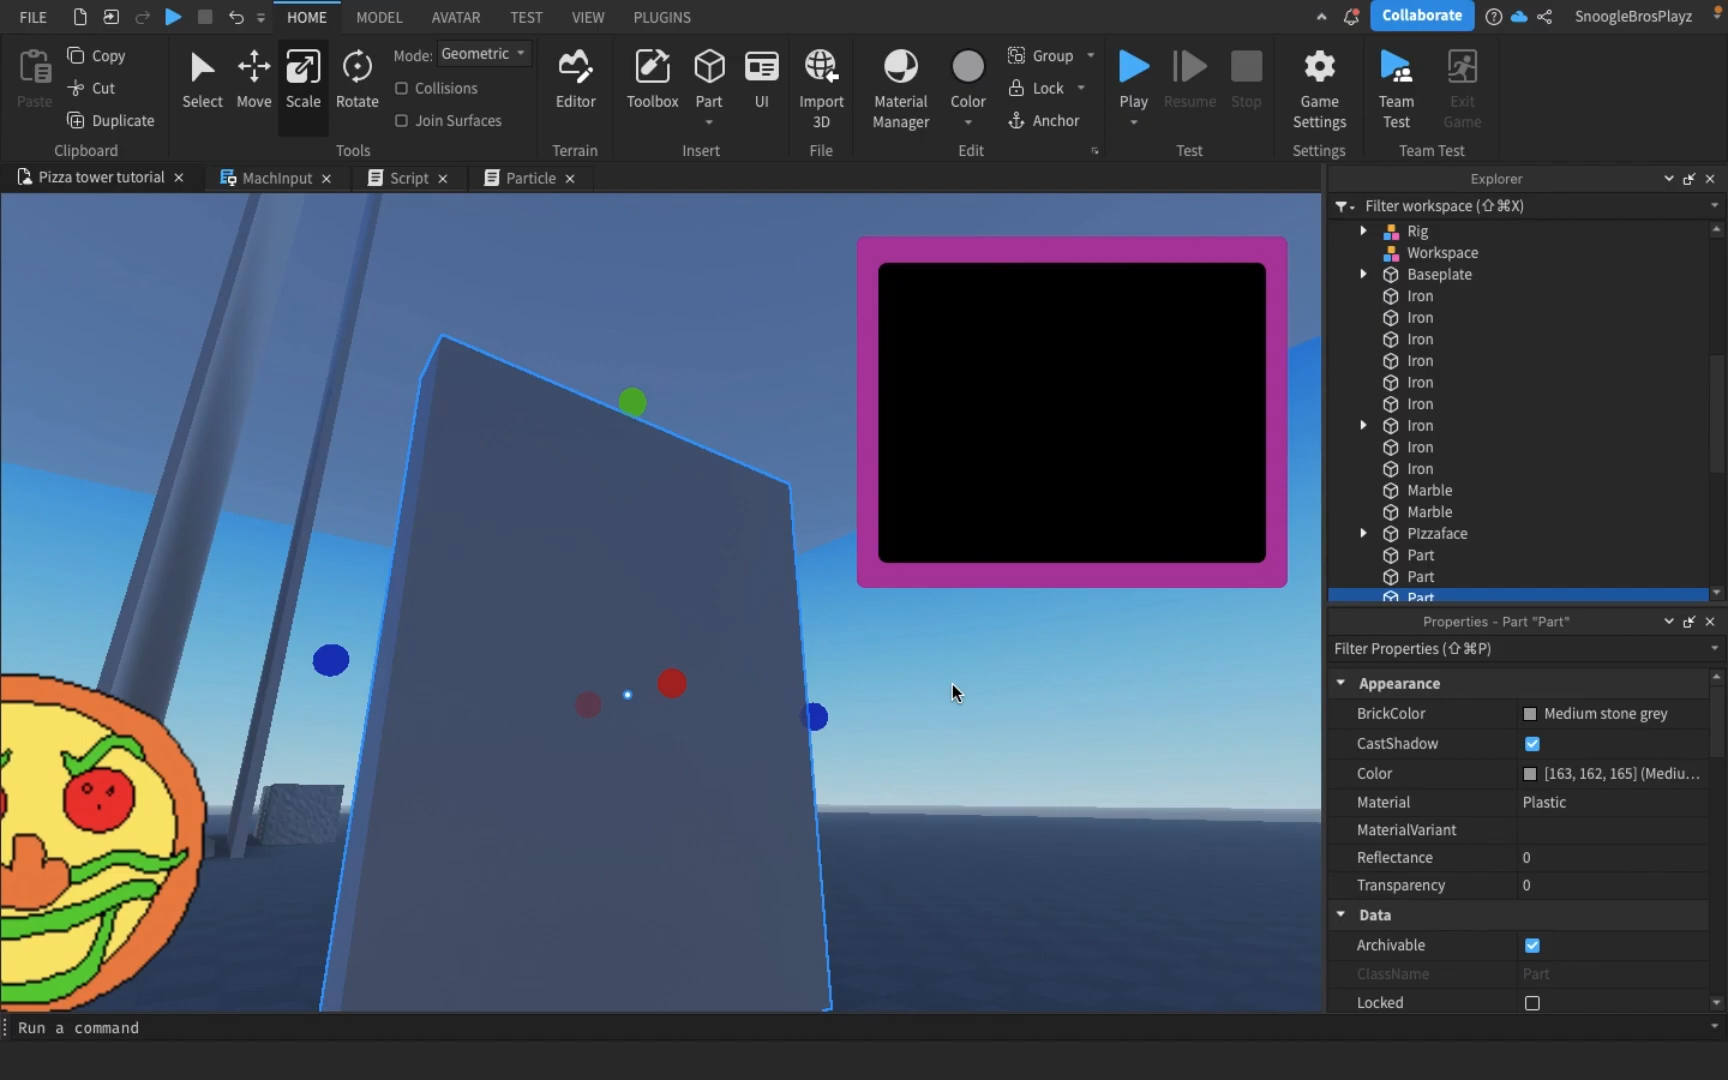 FILE
HOME
MODEL
AVATAR
TEST
VIEW
PLUGINS
Collaborate
SnoogleBrosPlayz
Paste
Copy
Cut
Duplicate
Clipboard
Select
Move
Scale
Rotate
Mode: Geometric
Collisions
Join Surfaces
Tools
Editor
Terrain
Toolbox
Part
UI
Insert
Import
3D
File
Material
Manager
Color
Group
Lock
Anchor
Edit
Play
Resume
Stop
Test
Game
Settings
Settings
Team
Test
Exit
Game
Team Test
Pizza tower tutorial
MachInput
Script
Particle
Explorer
Filter workspace (⇧⌘X)
Rig
Workspace
Baseplate
Iron
Iron
Iron
Iron
Iron
Iron
Iron
Iron
Iron
Marble
Marble
PIzzaface
Part
Part
Part
Properties - Part "Part"
Filter Properties (⇧⌘P)
Appearance
BrickColor Medium stone grey
CastShadow
Color [163, 162, 165] (Mediu...
Material Plastic
MaterialVariant
Reflectance 0
Transparency 0
Data
Archivable
ClassName Part
Locked
Run a command